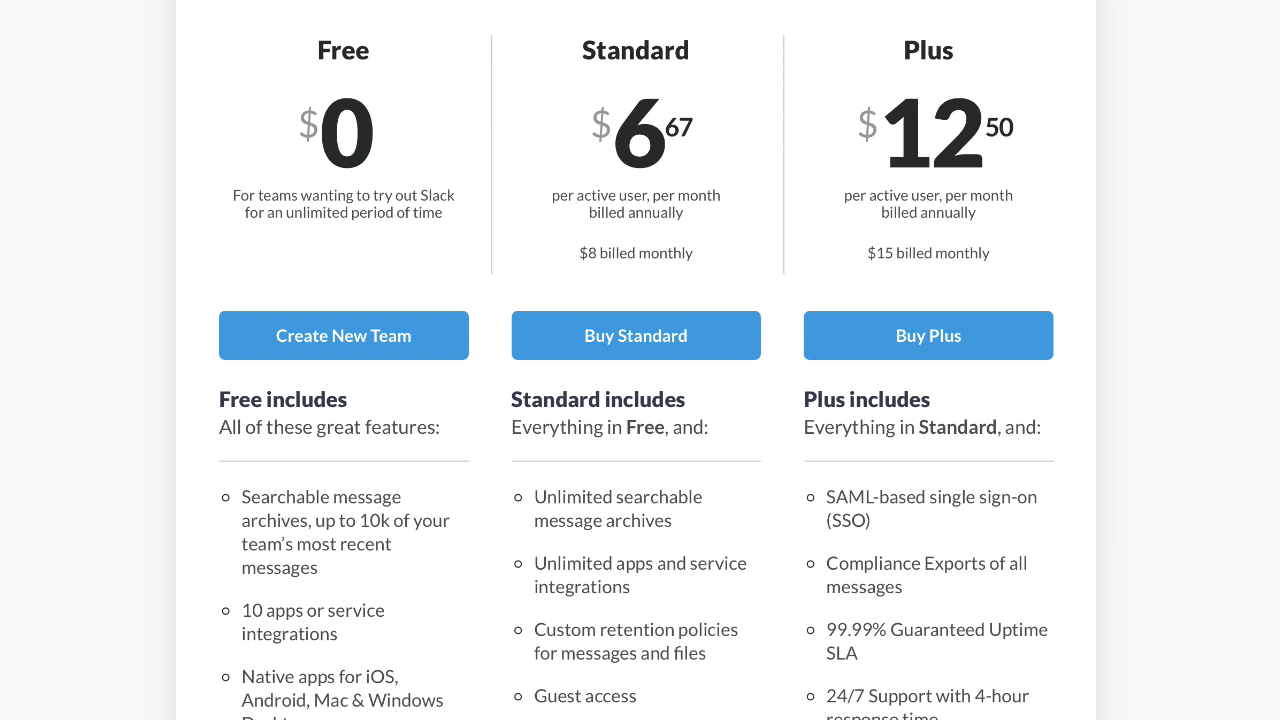 Free
$0
For teams wanting to try out Slack
for an unlimited period of time
Create New Team
Free includes
All of these great features:
Searchable message
archives, up to 10k of your
team’s most recent
messages
10 apps or service
integrations
Native apps for iOS,
Android, Mac & Windows
Standard
$6 67
per active user, per month
billed annually
$8 billed monthly
Buy Standard
Standard includes
Everything in Free, and:
Unlimited searchable
message archives
Unlimited apps and service
integrations
Custom retention policies
for messages and files
Guest access
Plus
$12 50
per active user, per month
billed annually
$15 billed monthly
Buy Plus
Plus includes
Everything in Standard, and:
SAML-based single sign-on
(SSO)
Compliance Exports of all
messages
99.99% Guaranteed Uptime
SLA
24/7 Support with 4-hour
response time